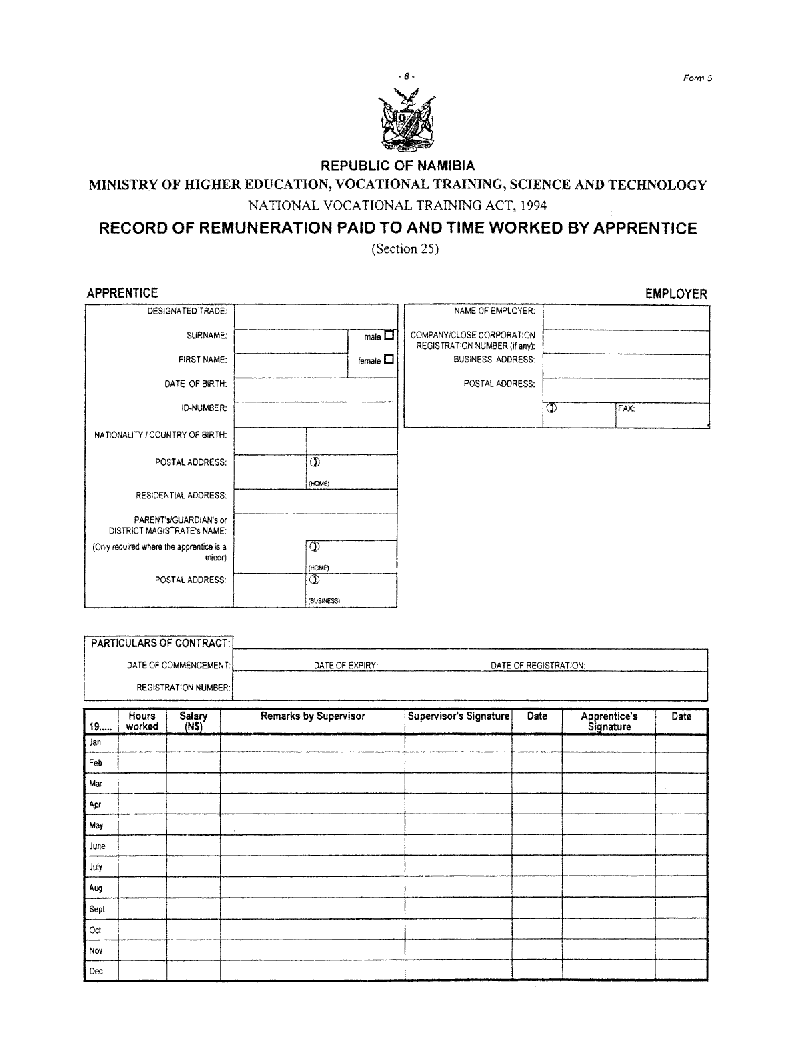 - 8 -
Form 5
REPUBLIC OF NAMIBIA
MINISTRY OF HIGHER EDUCATION, VOCATIONAL TRAINING, SCIENCE AND TECHNOLOGY
NATIONAL VOCATIONAL TRAINING ACT, 1994
RECORD OF REMUNERATION PAID TO AND TIME WORKED BY APPRENTICE
(Section 25)
APPRENTICE
DESIGNATED TRADE:
SURNAME: male
FIRST NAME: female
DATE OF BIRTH:
ID-NUMBER:
NATIONALITY / COUNTRY OF BIRTH:
POSTAL ADDRESS:
(HOME)
RESIDENTIAL ADDRESS:
PARENT's/GUARDIAN's or
DISTRICT MAGISTRATE's NAME:
(Only required where the apprentice is a
minor)
(HOME)
POSTAL ADDRESS:
(BUSINESS)
EMPLOYER
NAME OF EMPLOYER:
COMPANY/CLOSE CORPORATION
REGISTRATION NUMBER (if any):
BUSINESS ADDRESS:
POSTAL ADDRESS:
FAX:
PARTICULARS OF CONTRACT:
DATE OF COMMENCEMENT: DATE OF EXPIRY: DATE OF REGISTRATION:
REGISTRATION NUMBER:
19..... Hours worked Salary (N$) Remarks by Supervisor Supervisor's Signature Date Apprentice's Signature Date
Jan
Feb
Mar
Apr
May
June
July
Aug
Sept
Oct
Nov
Dec